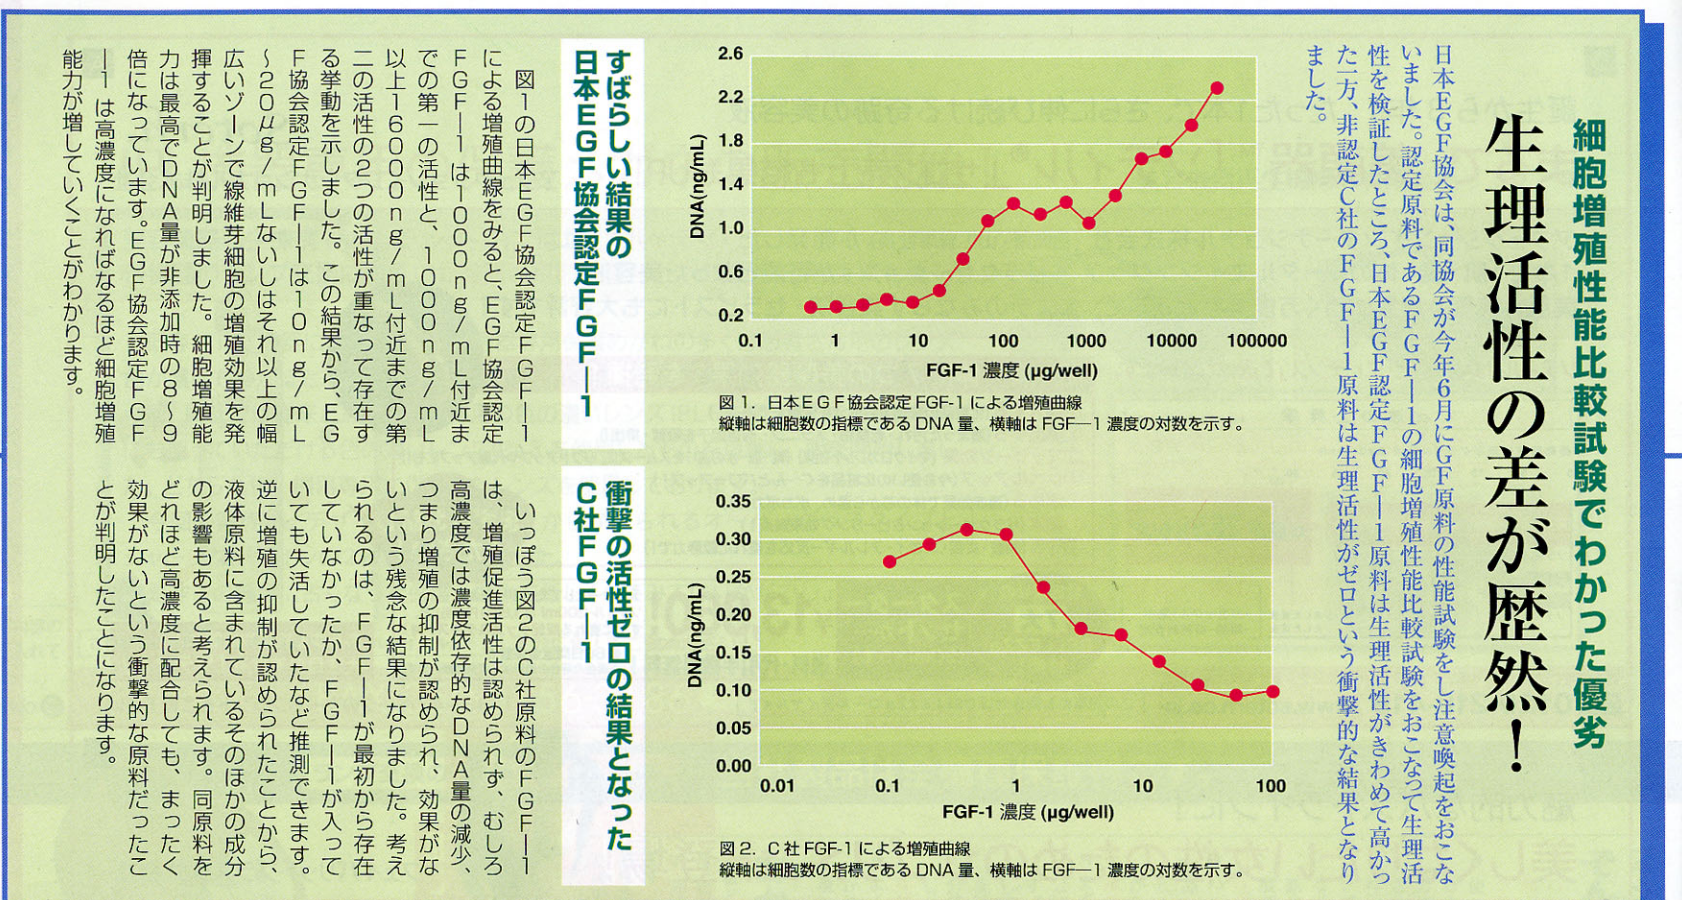 細胞増殖性能比較試験でわかった優劣
生理活性の差が歴然！
日本EGF協会は、同協会が今年6月にGF原料の性能試験をし注意喚起をおこな
いました。認定原料であるFGF―1の細胞増殖性能比較試験をおこなって生理活
性を検証したところ、日本EGF認定FGF―1原料は生理活性がきわめて高かっ
た一方、非認定C社のFGF―1原料は生理活性がゼロという衝撃的な結果となり
ました。
2.6
2.2
1.8
1.4
1.0
0.6
0.2
DNA(ng/mL)
0.1 1 10 100 1000 10000 100000
FGF-1 濃度 (μg/well)
図 1．日本ＥＧＦ協会認定 FGF-1 による増殖曲線
縦軸は細胞数の指標である DNA 量、横軸は FGF―1 濃度の対数を示す。
すばらしい結果の
日本EGF協会認定FGF―1
図1の日本EGF協会認定FGF―1
による増殖曲線をみると、EGF協会認定
FGF―1 は1000ng/mL付近ま
での第一の活性と、1000ng/mL
以上16000ng/mL付近までの第
二の活性の2つの活性が重なって存在す
る挙動を示しました。この結果から、EG
F協会認定FGF―1は10ng/mL
〜20μg/mLないしはそれ以上の幅
広いゾーンで線維芽細胞の増殖効果を発
揮することが判明しました。細胞増殖能
力は最高でDNA量が非添加時の8〜9
倍になっています。EGF協会認定FGF
―1 は高濃度になればなるほど細胞増殖
能力が増していくことがわかります。
0.35
0.30
0.25
0.20
0.15
0.10
0.05
0.00
DNA(ng/mL)
0.01 0.1 1 10 100
FGF-1 濃度 (μg/well)
図 2．Ｃ社 FGF-1 による増殖曲線
縦軸は細胞数の指標である DNA 量、横軸は FGF―1 濃度の対数を示す。
衝撃の活性ゼロの結果となった
C社FGF―1
いっぽう図2のC社原料のFGF―1
は、増殖促進活性は認められず、むしろ
高濃度では濃度依存的なDNA量の減少、
つまり増殖の抑制が認められ、効果がな
いという残念な結果になりました。考え
られるのは、FGF―1が最初から存在
していなかったか、FGF―1が入って
いても失活していたなど推測できます。
逆に増殖の抑制が認められたことから、
液体原料に含まれているそのほかの成分
の影響もあると考えられます。同原料を
どれほど高濃度に配合しても、まったく
効果がないという衝撃的な原料だったこ
とが判明したことになります。